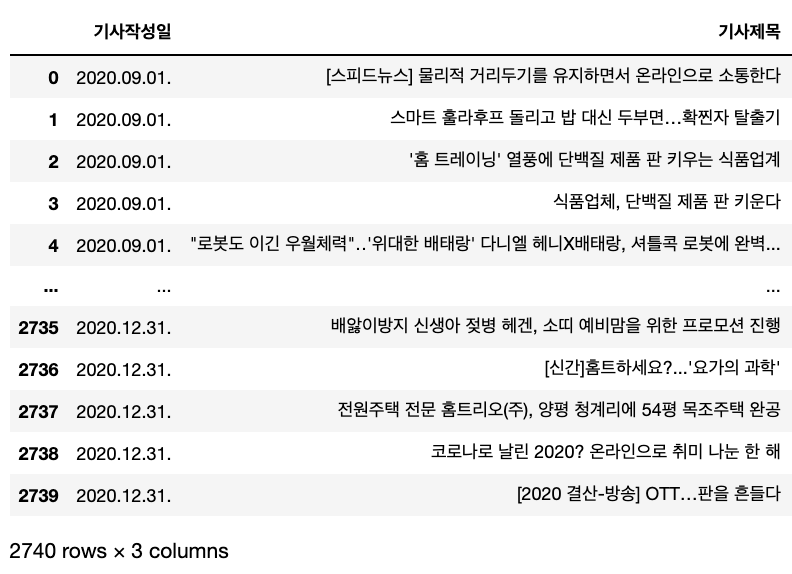 기사작성일 기사제목
0 2020.09.01. [스피드뉴스] 물리적 거리두기를 유지하면서 온라인으로 소통한다
1 2020.09.01. 스마트 훌라후프 돌리고 밥 대신 두부면…확찐자 탈출기
2 2020.09.01. '홈 트레이닝' 열풍에 단백질 제품 판 키우는 식품업계
3 2020.09.01. 식품업체, 단백질 제품 판 키운다
4 2020.09.01. "로봇도 이긴 우월체력"‥'위대한 배태랑' 다니엘 헤니X배태랑, 셔틀콕 로봇에 완벽...
... ... ...
2735 2020.12.31. 배앓이방지 신생아 젖병 헤겐, 소띠 예비맘을 위한 프로모션 진행
2736 2020.12.31. [신간]홈트하세요?…'요가의 과학'
2737 2020.12.31. 전원주택 전문 홈트리오(주), 양평 청계리에 54평 목조주택 완공
2738 2020.12.31. 코로나로 날린 2020? 온라인으로 취미 나눈 한 해
2739 2020.12.31. [2020 결산-방송] OTT…판을 흔들다
2740 rows × 3 columns